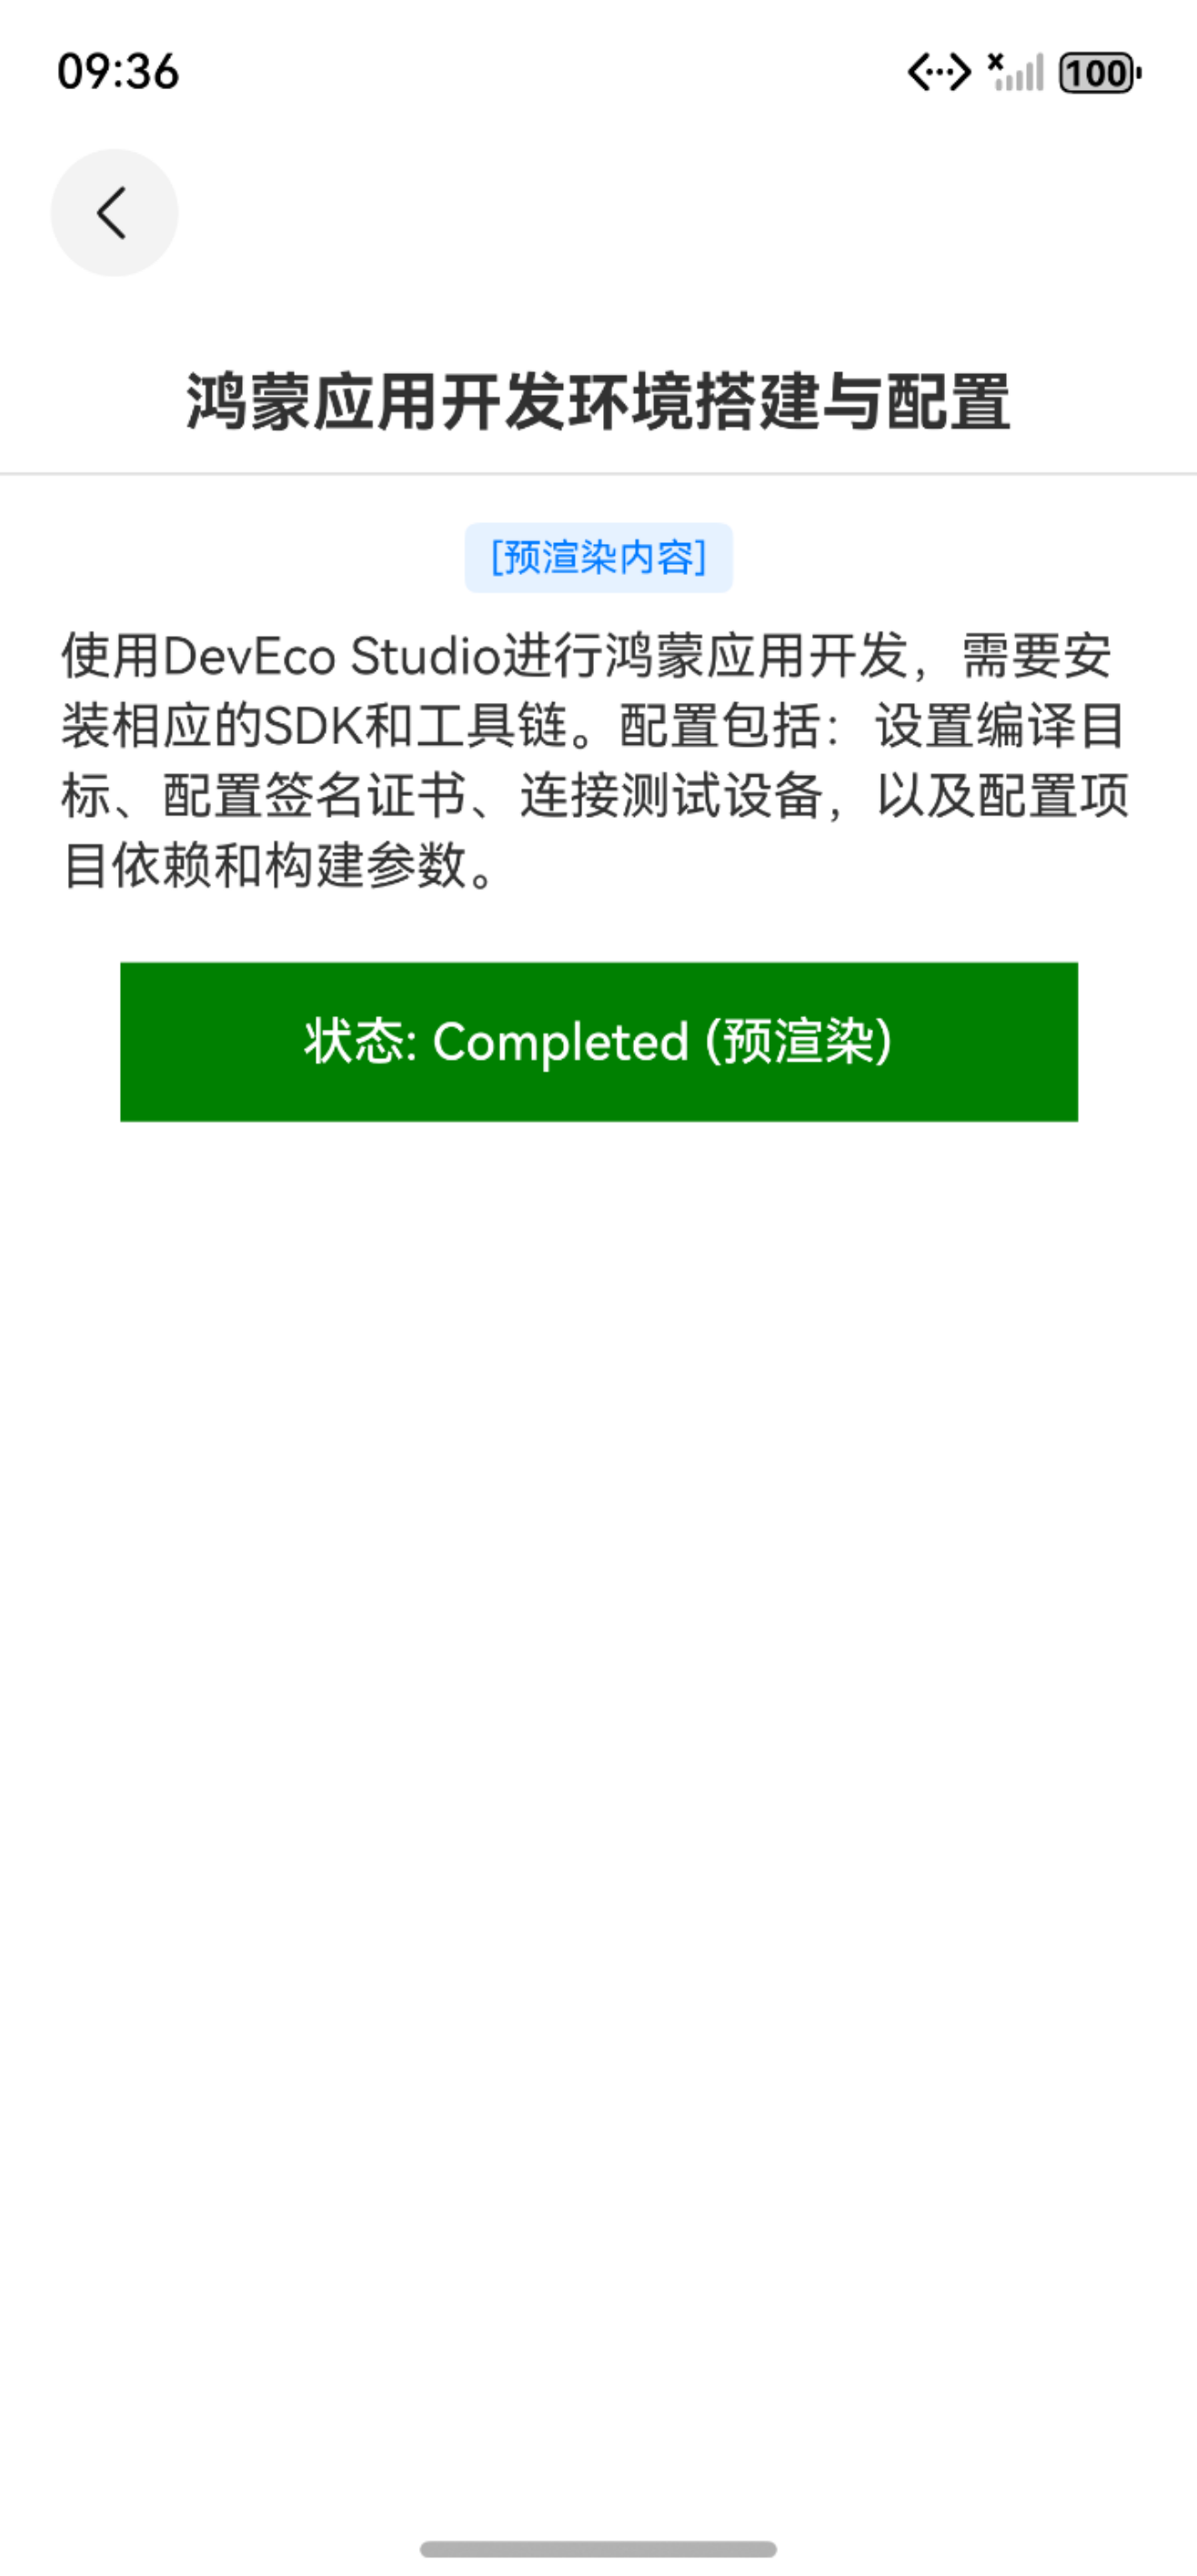 09:36
100
鸿蒙应用开发环境搭建与配置
[预渲染内容]
使用DevEco Studio进行鸿蒙应用开发，需要安
装相应的SDK和工具链。配置包括：设置编译目
标、配置签名证书、连接测试设备，以及配置项
目依赖和构建参数。
状态: Completed (预渲染)